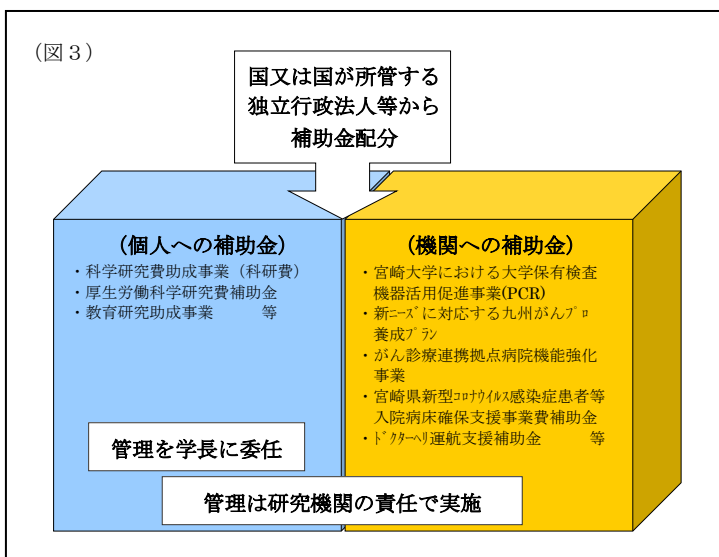 （図３）
国又は国が所管する
独立行政法人等から
補助金配分
(個人への補助金)
・科学研究費助成事業（科研費）
・厚生労働科学研究費補助金
・教育研究助成事業　　等
(機関への補助金)
・宮崎大学における大学保有検査
機器活用促進事業(PCR)
・新ﾆｰｽﾞに対応する九州がんﾌﾟﾛ
養成ﾌﾟﾗﾝ
・がん診療連携拠点病院機能強化
事業
・宮崎県新型ｺﾛﾅｳｲﾙｽ感染症患者等
入院病床確保支援事業費補助金
・ﾄﾞｸﾀｰﾍﾘ運航支援補助金　　等
管理を学長に委任
管理は研究機関の責任で実施